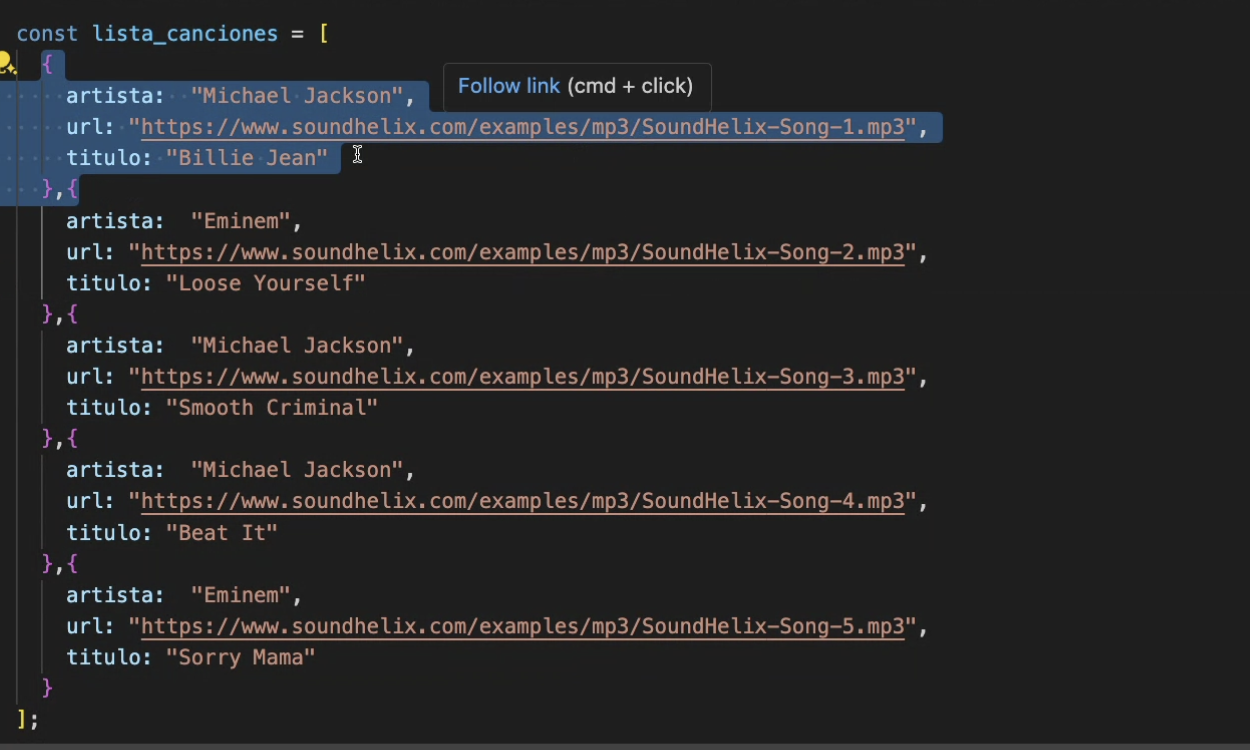 const lista_canciones = [
{
artista:  "Michael Jackson",
Follow link (cmd + click)
url: "https://www.soundhelix.com/examples/mp3/SoundHelix-Song-1.mp3",
titulo: "Billie Jean"
},{
artista:  "Eminem",
url: "https://www.soundhelix.com/examples/mp3/SoundHelix-Song-2.mp3",
titulo: "Loose Yourself"
},{
artista:  "Michael Jackson",
url: "https://www.soundhelix.com/examples/mp3/SoundHelix-Song-3.mp3",
titulo: "Smooth Criminal"
},{
artista:  "Michael Jackson",
url: "https://www.soundhelix.com/examples/mp3/SoundHelix-Song-4.mp3",
titulo: "Beat It"
},{
artista:  "Eminem",
url: "https://www.soundhelix.com/examples/mp3/SoundHelix-Song-5.mp3",
titulo: "Sorry Mama"
}
];